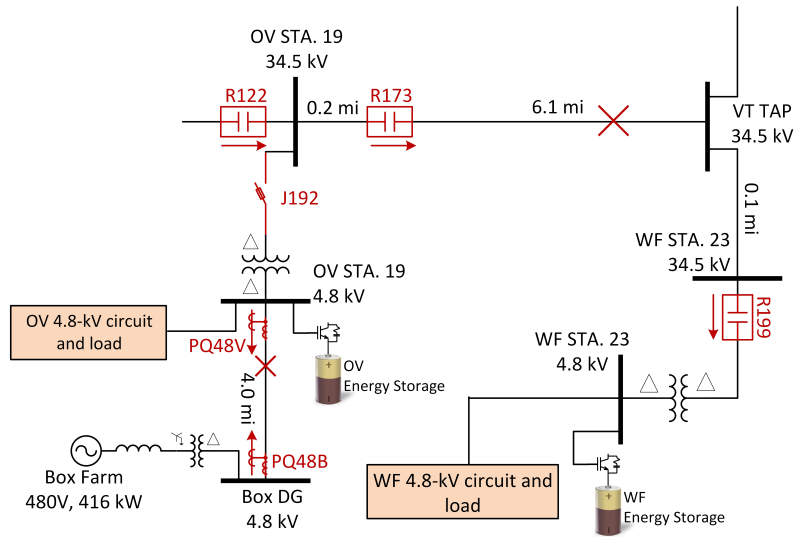 OV STA. 19
34.5 kV
R122
0.2 mi
R173
6.1 mi
VT TAP
34.5 kV
J192
0.1 mi
WF STA. 23
34.5 kV
R199
OV STA. 19
4.8 kV
OV 4.8-kV circuit
and load
PQ48V
OV
Energy Storage
WF STA. 23
4.8 kV
4.0 mi
PQ48B
Box Farm
480V, 416 kW
Box DG
4.8 kV
WF 4.8-kV circuit and
load
WF
Energy Storage